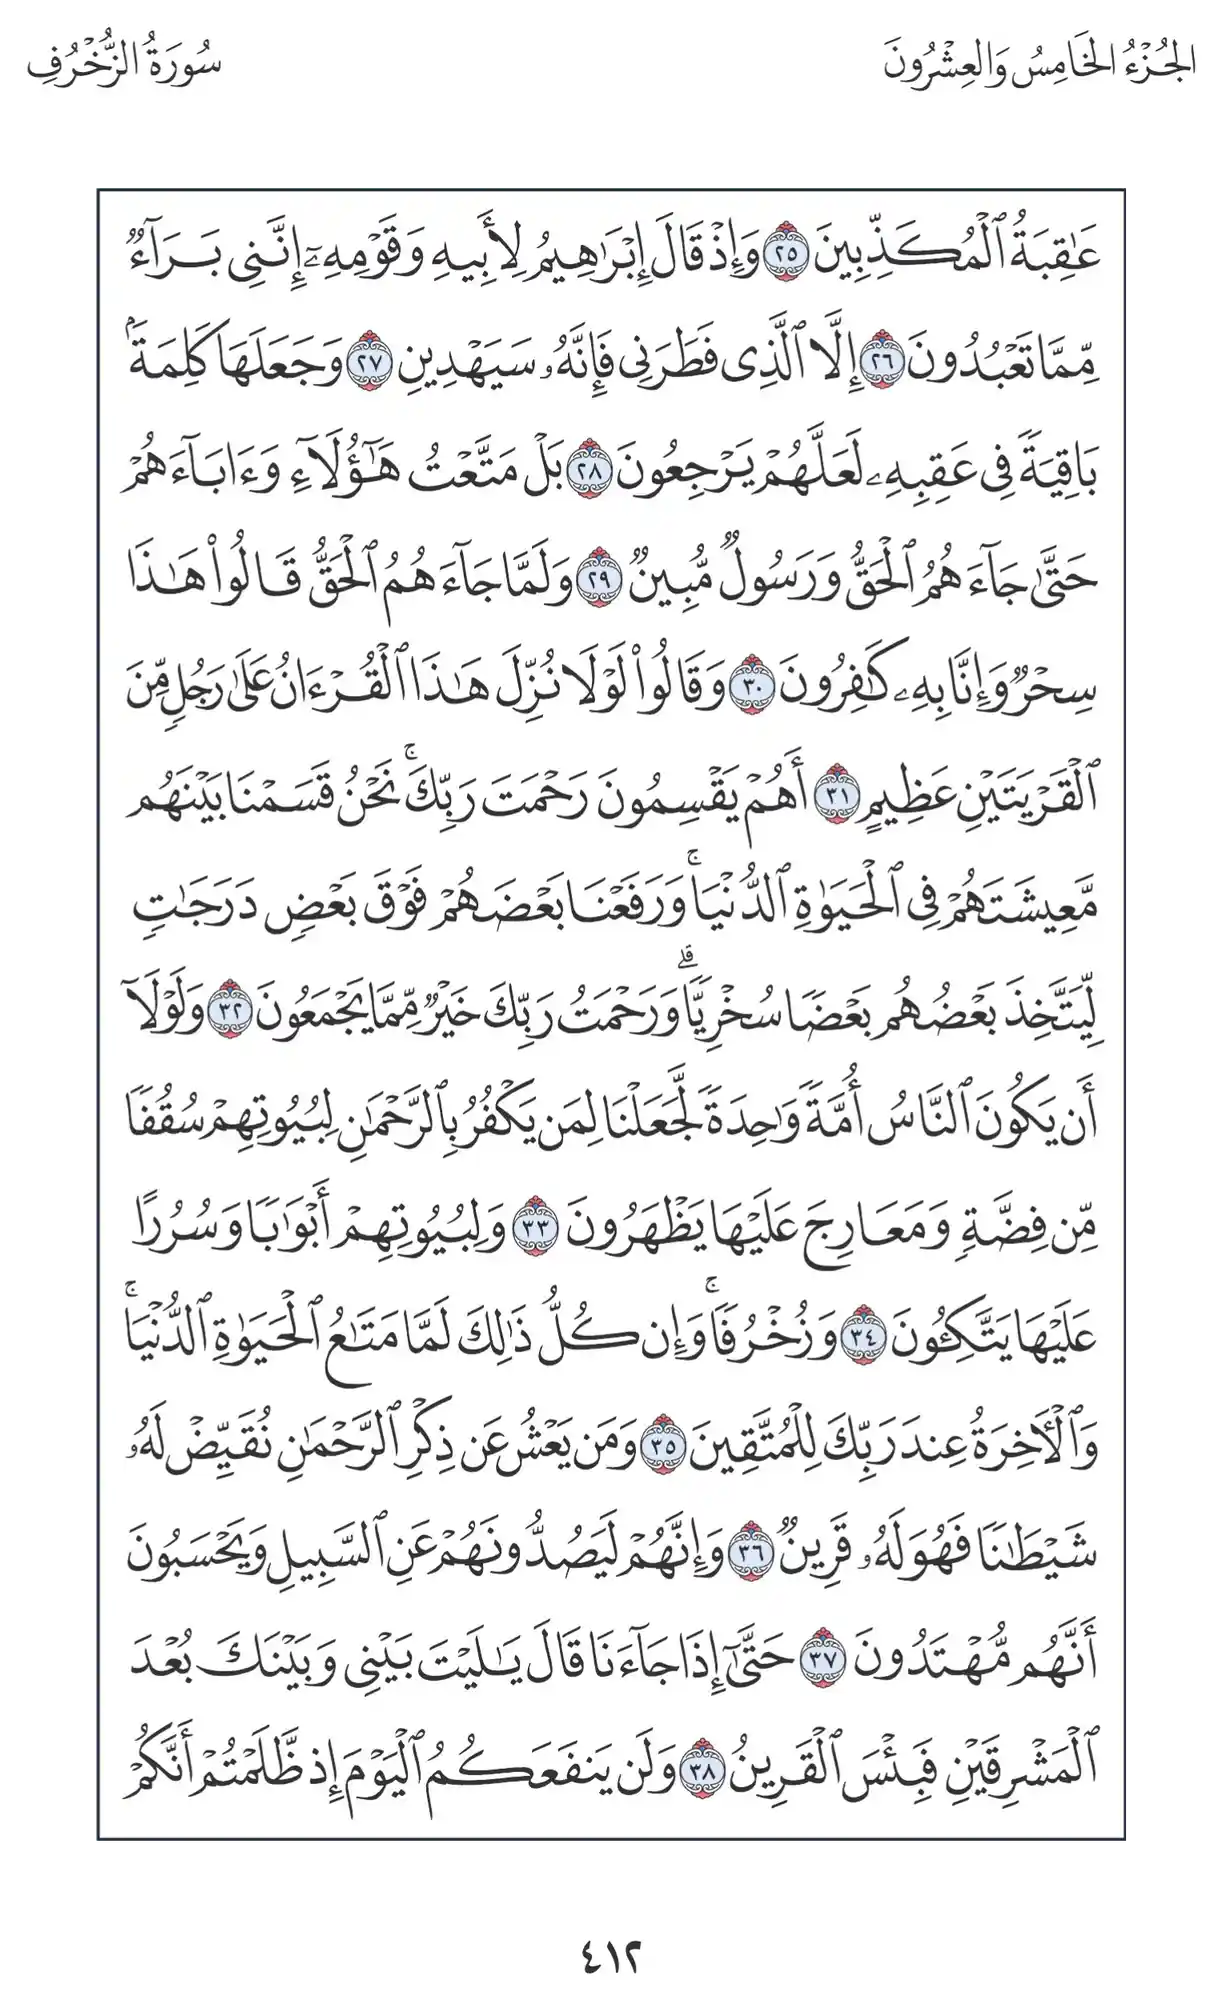 الجُزْءُ الخَامِسُ وَالعِشْرُونَ
سُورَةُ الزُّخْرُفِ
عَٰقِبَةُ ٱلْمُكَذِّبِينَ ٢٥ وَإِذْ قَالَ إِبْرَٰهِيمُ لِأَبِيهِ وَقَوْمِهِۦٓ إِنَّنِى بَرَآءٌ
مِّمَّا تَعْبُدُونَ ٢٦ إِلَّا ٱلَّذِى فَطَرَنِى فَإِنَّهُۥ سَيَهْدِينِ ٢٧ وَجَعَلَهَا كَلِمَةَۢ
بَاقِيَةً فِى عَقِبِهِۦ لَعَلَّهُمْ يَرْجِعُونَ ٢٨ بَلْ مَتَّعْتُ هَٰٓؤُلَآءِ وَءَابَآءَهُمْ
حَتَّىٰ جَآءَهُمُ ٱلْحَقُّ وَرَسُولٌ مُّبِينٌ ٢٩ وَلَمَّا جَآءَهُمُ ٱلْحَقُّ قَالُوا۟ هَٰذَا
سِحْرٌ وَإِنَّا بِهِۦ كَٰفِرُونَ ٣٠ وَقَالُوا۟ لَوْلَا نُزِّلَ هَٰذَا ٱلْقُرْءَانُ عَلَىٰ رَجُلٍ مِّنَ
ٱلْقَرْيَتَيْنِ عَظِيمٍ ٣١ أَهُمْ يَقْسِمُونَ رَحْمَتَ رَبِّكَ ۚ نَحْنُ قَسَمْنَا بَيْنَهُم
مَّعِيشَتَهُمْ فِى ٱلْحَيَوٰةِ ٱلدُّنْيَا ۚ وَرَفَعْنَا بَعْضَهُمْ فَوْقَ بَعْضٍ دَرَجَٰتٍ
لِّيَتَّخِذَ بَعْضُهُم بَعْضًا سُخْرِيًّا ۗ وَرَحْمَتُ رَبِّكَ خَيْرٌ مِّمَّا يَجْمَعُونَ ٣٢ وَلَوْلَآ
أَن يَكُونَ ٱلنَّاسُ أُمَّةً وَٰحِدَةً لَّجَعَلْنَا لِمَن يَكْفُرُ بِٱلرَّحْمَٰنِ لِبُيُوتِهِمْ سُقُفًا
مِّن فِضَّةٍ وَمَعَارِجَ عَلَيْهَا يَظْهَرُونَ ٣٣ وَلِبُيُوتِهِمْ أَبْوَٰبًا وَسُرُرًا
عَلَيْهَا يَتَّكِـُٔونَ ٣٤ وَزُخْرُفًا ۚ وَإِن كُلُّ ذَٰلِكَ لَمَّا مَتَٰعُ ٱلْحَيَوٰةِ ٱلدُّنْيَا ۚ
وَٱلْـَٔاخِرَةُ عِندَ رَبِّكَ لِلْمُتَّقِينَ ٣٥ وَمَن يَعْشُ عَن ذِكْرِ ٱلرَّحْمَٰنِ نُقَيِّضْ لَهُۥ
شَيْطَٰنًا فَهُوَ لَهُۥ قَرِينٌ ٣٦ وَإِنَّهُمْ لَيَصُدُّونَهُمْ عَنِ ٱلسَّبِيلِ وَيَحْسَبُونَ
أَنَّهُم مُّهْتَدُونَ ٣٧ حَتَّىٰٓ إِذَا جَآءَنَا قَالَ يَٰلَيْتَ بَيْنِى وَبَيْنَكَ بُعْدَ
ٱلْمَشْرِقَيْنِ فَبِئْسَ ٱلْقَرِينُ ٣٨ وَلَن يَنفَعَكُمُ ٱلْيَوْمَ إِذ ظَّلَمْتُمْ أَنَّكُمْ
٤١٢